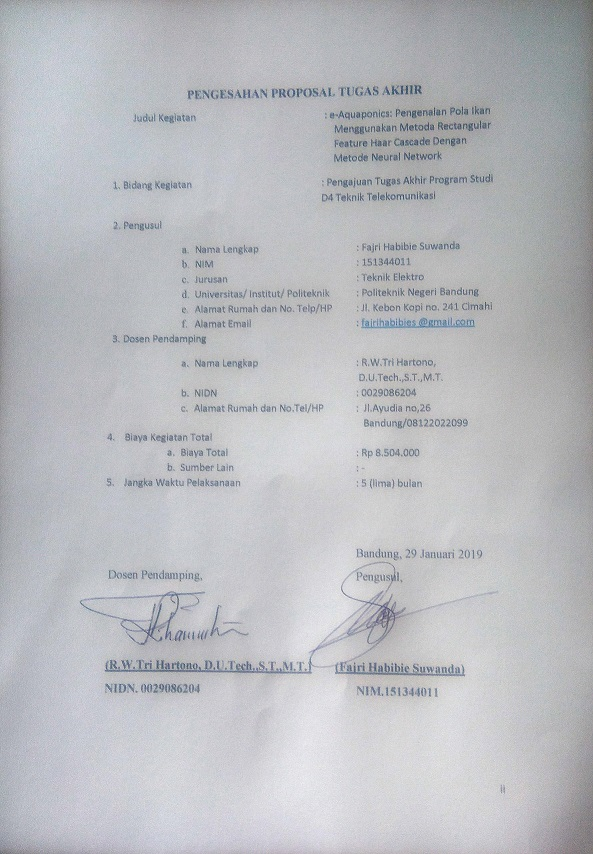 PENGESAHAN PROPOSAL TUGAS AKHIR
Judul Kegiatan : e-Aquaponics: Pengenalan Pola Ikan
Menggunakan Metoda Rectangular
Feature Haar Cascade Dengan
Metode Neural Network
1. Bidang Kegiatan : Pengajuan Tugas Akhir Program Studi
D4 Teknik Telekomunikasi
2. Pengusul
a. Nama Lengkap : Fajri Habibie Suwanda
b. NIM : 151344011
c. Jurusan : Teknik Elektro
d. Universitas/ Institut/ Politeknik : Politeknik Negeri Bandung
e. Alamat Rumah dan No. Telp/HP : Jl. Kebon Kopi no. 241 Cimahi
f. Alamat Email : fajrihabibies @gmail.com
3. Dosen Pendamping
a. Nama Lengkap : R.W.Tri Hartono,
D.U.Tech.,S.T.,M.T.
b. NIDN : 0029086204
c. Alamat Rumah dan No.Tel/HP : Jl.Ayudia no,26
Bandung/08122022099
4. Biaya Kegiatan Total
a. Biaya Total : Rp 8.504.000
b. Sumber Lain : -
5. Jangka Waktu Pelaksanaan : 5 (lima) bulan
Bandung, 29 Januari 2019
Dosen Pendamping, Pengusul,
(R.W.Tri Hartono, D.U.Tech.,S.T.,M.T.) (Fajri Habibie Suwanda)
NIDN. 0029086204 NIM.151344011
ii